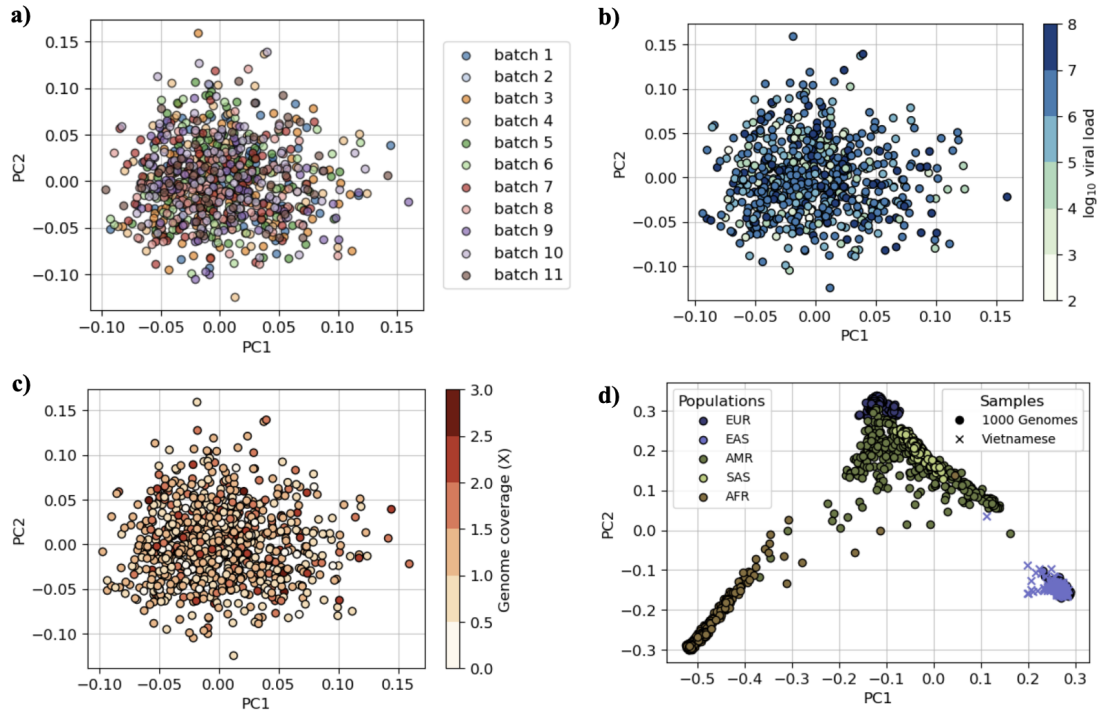 a)
0.15
0.10
0.05
0.00
−0.05
−0.10
PC2
−0.10 −0.05 0.00 0.05 0.10 0.15
PC1
batch 1
batch 2
batch 3
batch 4
batch 5
batch 6
batch 7
batch 8
batch 9
batch 10
batch 11
b)
0.15
0.10
0.05
0.00
−0.05
−0.10
PC2
−0.10 −0.05 0.00 0.05 0.10 0.15
PC1
8
7
6
5
4
3
2
log₁₀ viral load
c)
0.15
0.10
0.05
0.00
−0.05
−0.10
PC2
−0.10 −0.05 0.00 0.05 0.10 0.15
PC1
3.0
2.5
2.0
1.5
1.0
0.5
0.0
Genome coverage (X)
d)
0.3
0.2
0.1
0.0
−0.1
−0.2
−0.3
PC2
−0.5 −0.4 −0.3 −0.2 −0.1 0.0 0.1 0.2 0.3
PC1
Populations
EUR
EAS
AMR
SAS
AFR
Samples
1000 Genomes
Vietnamese